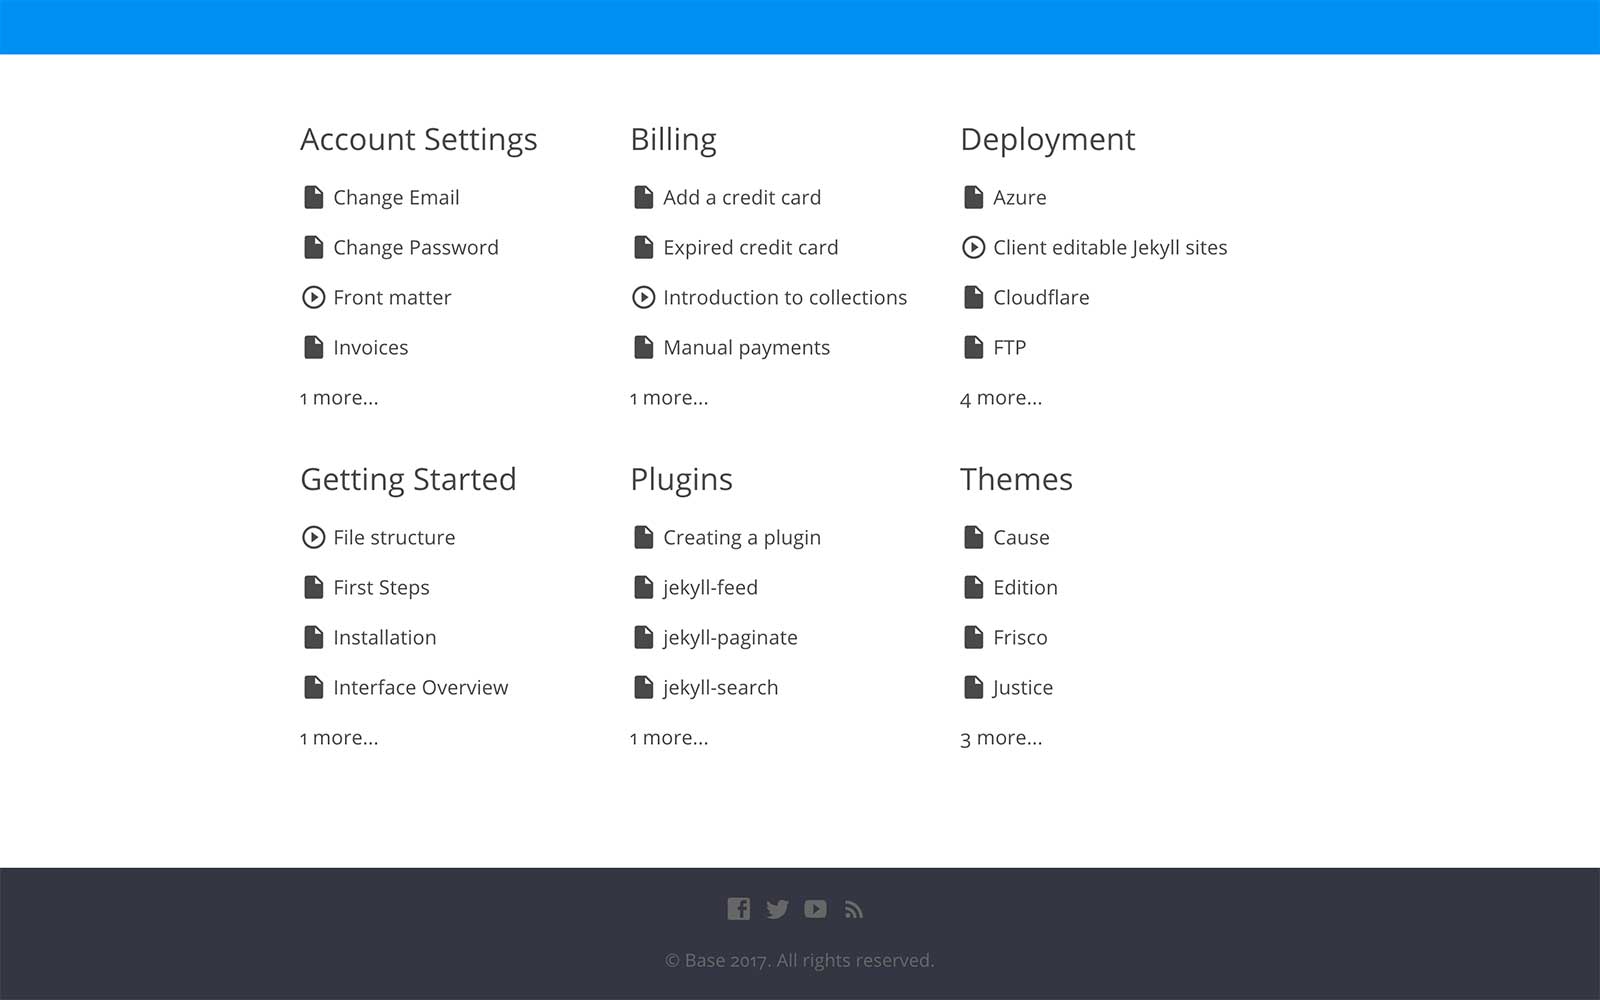 Account Settings
Change Email
Change Password
Front matter
Invoices
1 more...
Billing
Add a credit card
Expired credit card
Introduction to collections
Manual payments
1 more...
Deployment
Azure
Client editable Jekyll sites
Cloudflare
FTP
4 more...
Getting Started
File structure
First Steps
Installation
Interface Overview
1 more...
Plugins
Creating a plugin
jekyll-feed
jekyll-paginate
jekyll-search
1 more...
Themes
Cause
Edition
Frisco
Justice
3 more...
© Base 2017. All rights reserved.